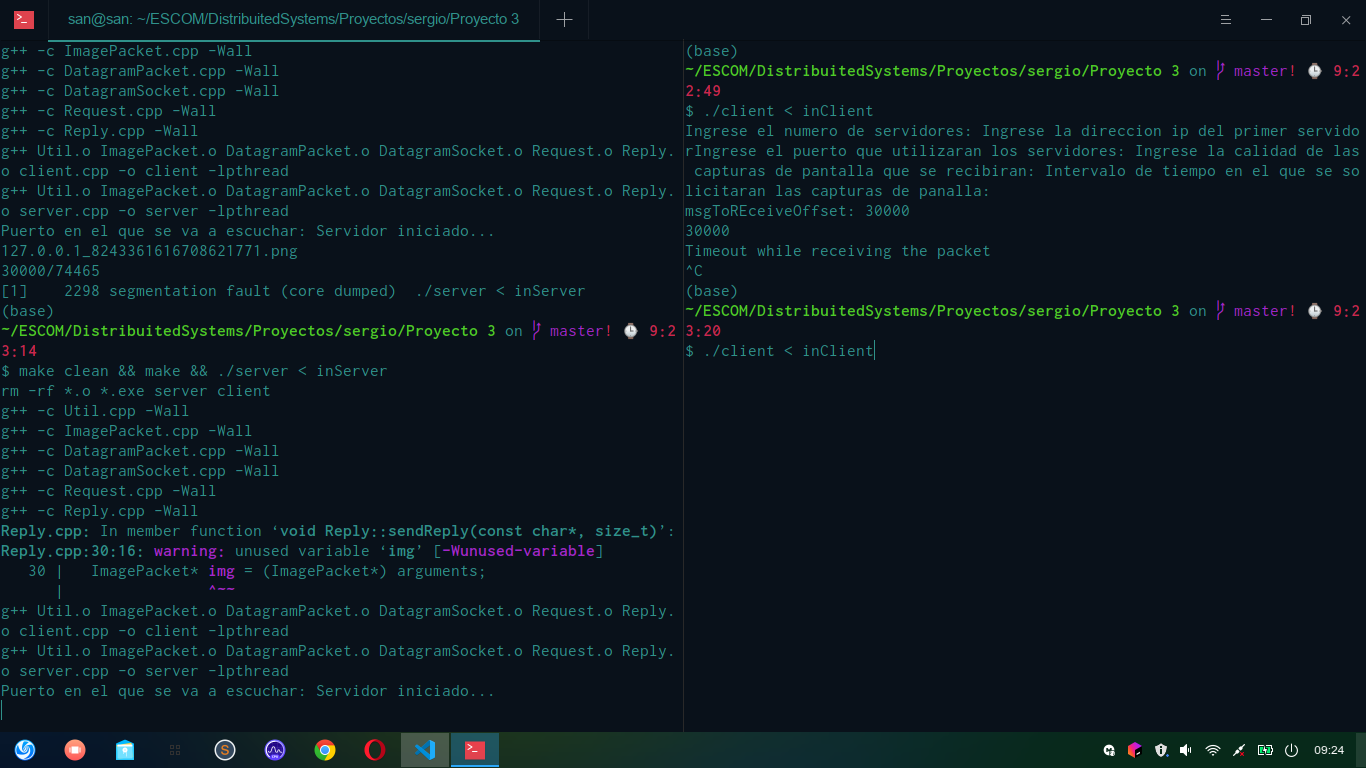 san@san: ~/ESCOM/DistribuitedSystems/Proyectos/sergio/Proyecto 3
g++ -c ImagePacket.cpp -Wall
g++ -c DatagramPacket.cpp -Wall
g++ -c DatagramSocket.cpp -Wall
g++ -c Request.cpp -Wall
g++ -c Reply.cpp -Wall
g++ Util.o ImagePacket.o DatagramPacket.o DatagramSocket.o Request.o Reply.
o client.cpp -o client -lpthread
g++ Util.o ImagePacket.o DatagramPacket.o DatagramSocket.o Request.o Reply.
o server.cpp -o server -lpthread
Puerto en el que se va a escuchar: Servidor iniciado...
127.0.0.1_8243361616708621771.png
30000/74465
[1]    2298 segmentation fault (core dumped)  ./server < inServer
(base)
~/ESCOM/DistribuitedSystems/Proyectos/sergio/Proyecto 3 on master! 9:2
3:14
$ make clean && make && ./server < inServer
rm -rf *.o *.exe server client
g++ -c Util.cpp -Wall
g++ -c ImagePacket.cpp -Wall
g++ -c DatagramPacket.cpp -Wall
g++ -c DatagramSocket.cpp -Wall
g++ -c Request.cpp -Wall
g++ -c Reply.cpp -Wall
Reply.cpp: In member function ‘void Reply::sendReply(const char*, size_t)’:
Reply.cpp:30:16: warning: unused variable ‘img’ [-Wunused-variable]
   30 |   ImagePacket* img = (ImagePacket*) arguments;
      |                ^~~
g++ Util.o ImagePacket.o DatagramPacket.o DatagramSocket.o Request.o Reply.
o client.cpp -o client -lpthread
g++ Util.o ImagePacket.o DatagramPacket.o DatagramSocket.o Request.o Reply.
o server.cpp -o server -lpthread
Puerto en el que se va a escuchar: Servidor iniciado...
(base)
~/ESCOM/DistribuitedSystems/Proyectos/sergio/Proyecto 3 on master! 9:2
2:49
$ ./client < inClient
Ingrese el numero de servidores: Ingrese la direccion ip del primer servido
rIngrese el puerto que utilizaran los servidores: Ingrese la calidad de las
 capturas de pantalla que se recibiran: Intervalo de tiempo en el que se so
licitaran las capturas de panalla:
msgToREceiveOffset: 30000
30000
Timeout while receiving the packet
^C
(base)
~/ESCOM/DistribuitedSystems/Proyectos/sergio/Proyecto 3 on master! 9:2
3:20
$ ./client < inClient
09:24